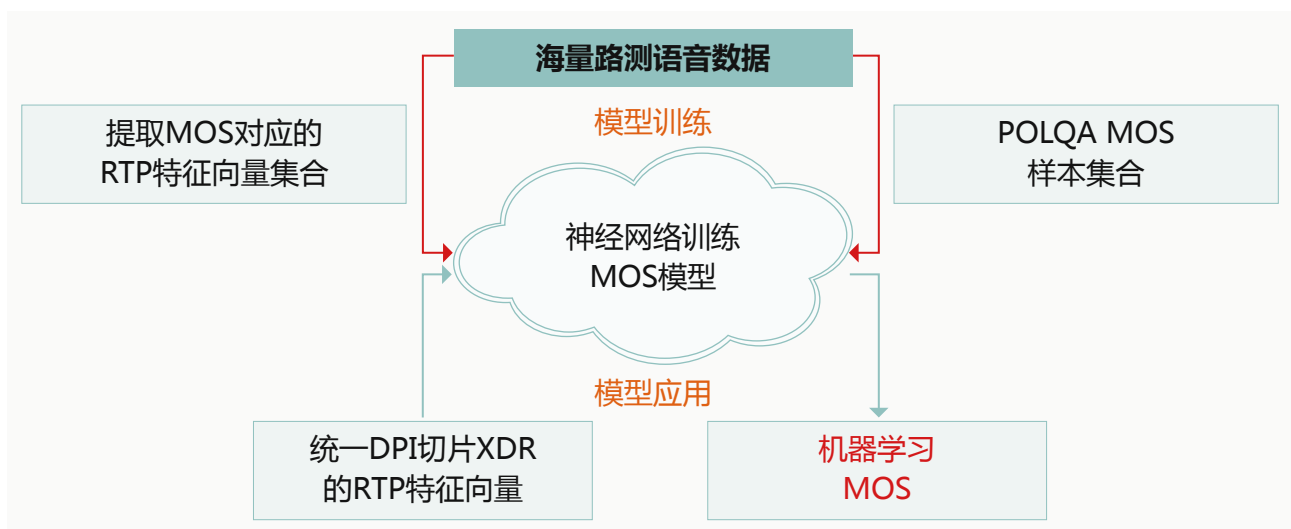 海量路测语音数据
模型训练
提取MOS对应的
RTP特征向量集合
POLQA MOS
样本集合
神经网络训练
MOS模型
模型应用
统一DPI切片XDR
的RTP特征向量
机器学习
MOS